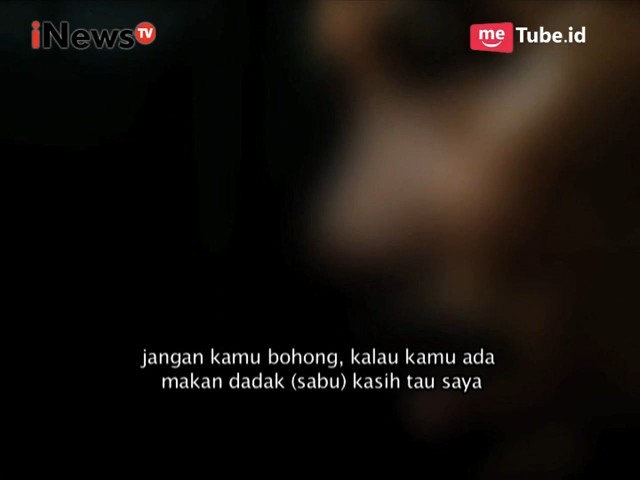 iNews TV
me Tube.id
jangan kamu bohong, kalau kamu ada
makan dadak (sabu) kasih tau saya